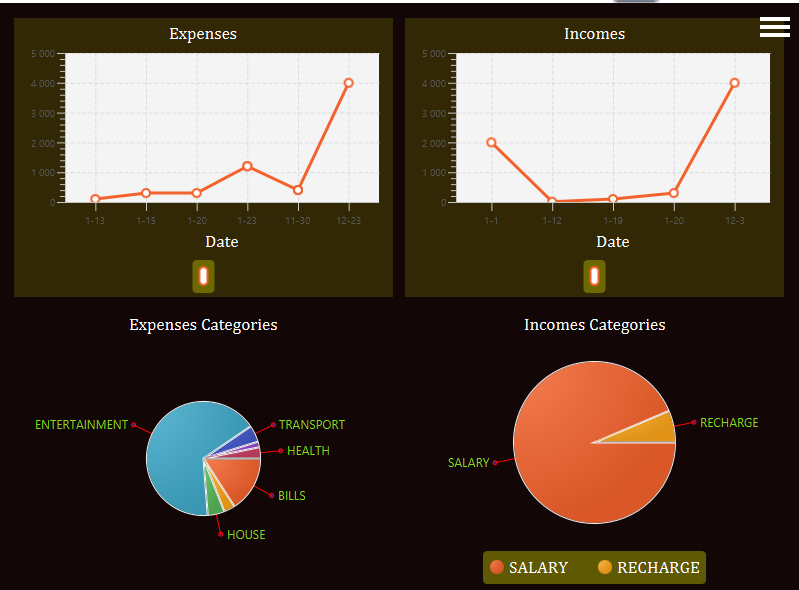 Expenses
5 000
4 000
3 000
2 000
1 000
0
1-13 1-15 1-20 1-23 11-30 12-23
Date
Incomes
5 000
4 000
3 000
2 000
1 000
0
1-1 1-12 1-19 1-20 12-3
Date
Expenses Categories
ENTERTAINMENT
TRANSPORT
HEALTH
BILLS
HOUSE
Incomes Categories
RECHARGE
SALARY
SALARY RECHARGE